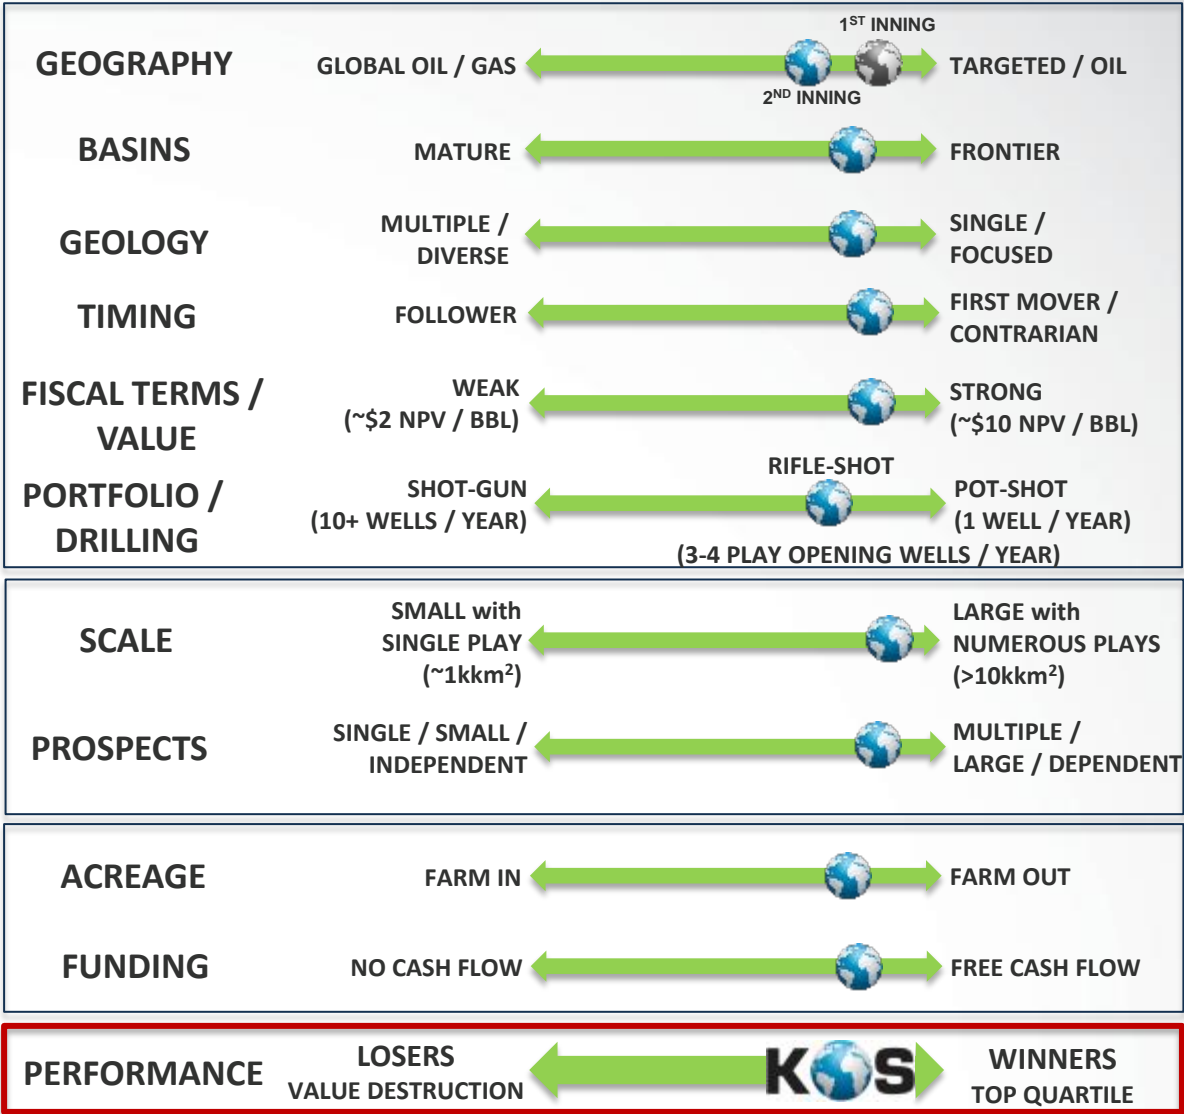 1ST INNING
GEOGRAPHY GLOBAL OIL / GAS TARGETED / OIL
2ND INNING
BASINS MATURE FRONTIER
GEOLOGY
MULTIPLE /
DIVERSE
SINGLE /
FOCUSED
TIMING FOLLOWER
FIRST MOVER /
CONTRARIAN
FISCAL TERMS /
VALUE
WEAK
(~$2 NPV / BBL)
STRONG
(~$10 NPV / BBL)
PORTFOLIO /
DRILLING
SHOT-GUN
(10+ WELLS / YEAR)
RIFLE-SHOT
(3-4 PLAY OPENING WELLS / YEAR)
POT-SHOT
(1 WELL / YEAR)
SCALE
SMALL with
SINGLE PLAY
(~1kkm²)
LARGE with
NUMEROUS PLAYS
(>10kkm²)
PROSPECTS
SINGLE / SMALL /
INDEPENDENT
MULTIPLE /
LARGE / DEPENDENT
ACREAGE FARM IN FARM OUT
FUNDING NO CASH FLOW FREE CASH FLOW
PERFORMANCE
LOSERS
VALUE DESTRUCTION
KOS
WINNERS
TOP QUARTILE